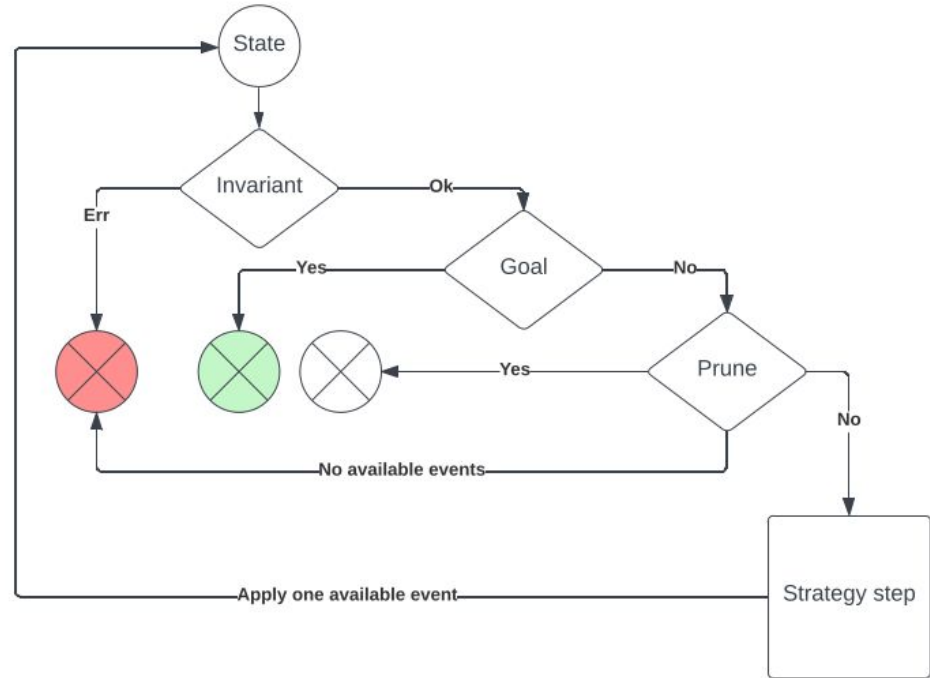 State
Invariant
Ok
Err
Goal
Yes
No
Prune
Yes
No
No available events
Strategy step
Apply one available event